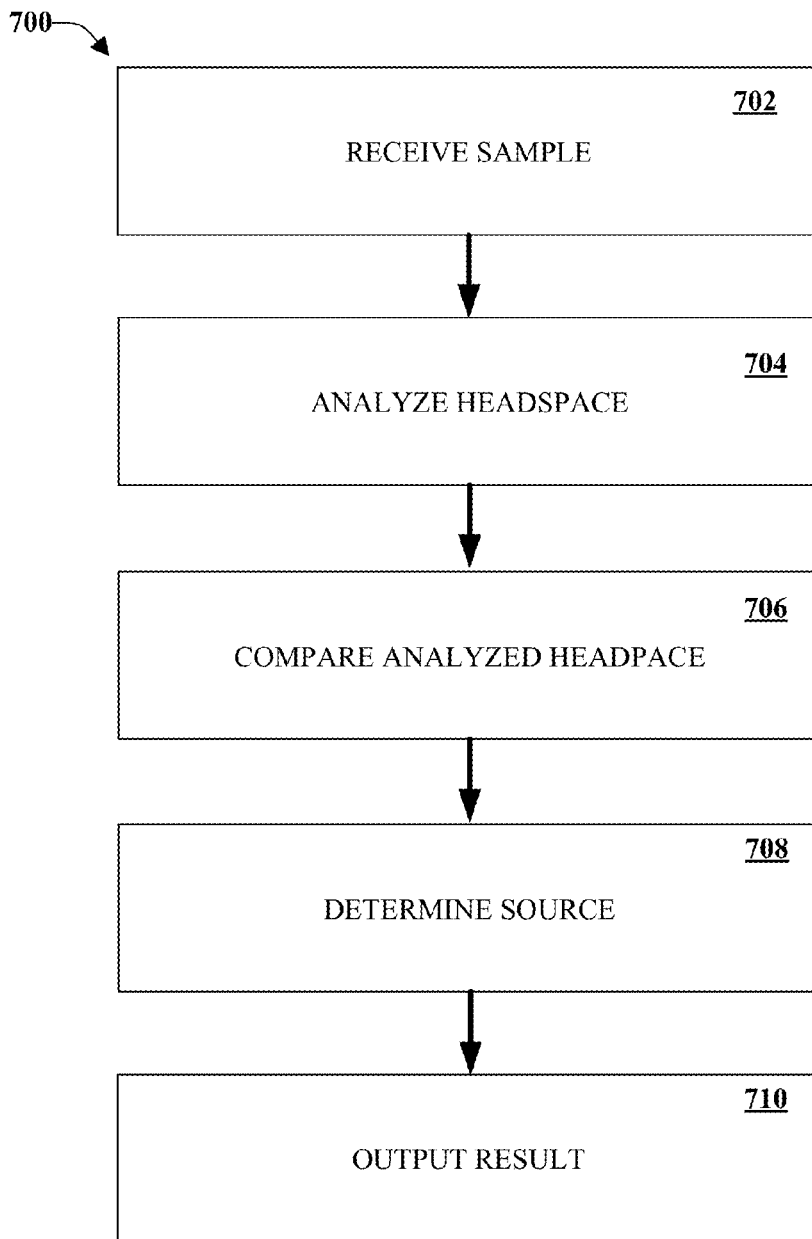 700
702
RECEIVE SAMPLE
704
ANALYZE HEADSPACE
706
COMPARE ANALYZED HEADPACE
708
DETERMINE SOURCE
710
OUTPUT RESULT